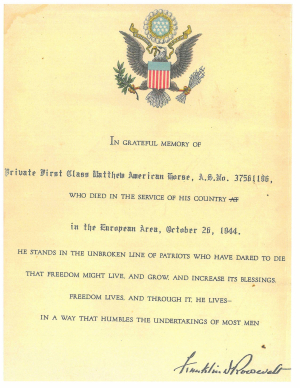 IN GRATEFUL MEMORY OF
Private First Class Matthew American Horse, A.S.No. 37561186,
WHO DIED IN THE SERVICE OF HIS COUNTRY AT
in the European Area, October 26, 1944.
HE STANDS IN THE UNBROKEN LINE OF PATRIOTS WHO HAVE DARED TO DIE
THAT FREEDOM MIGHT LIVE, AND GROW, AND INCREASE ITS BLESSINGS.
FREEDOM LIVES, AND THROUGH IT, HE LIVES–
IN A WAY THAT HUMBLES THE UNDERTAKINGS OF MOST MEN
Franklin D Roosevelt